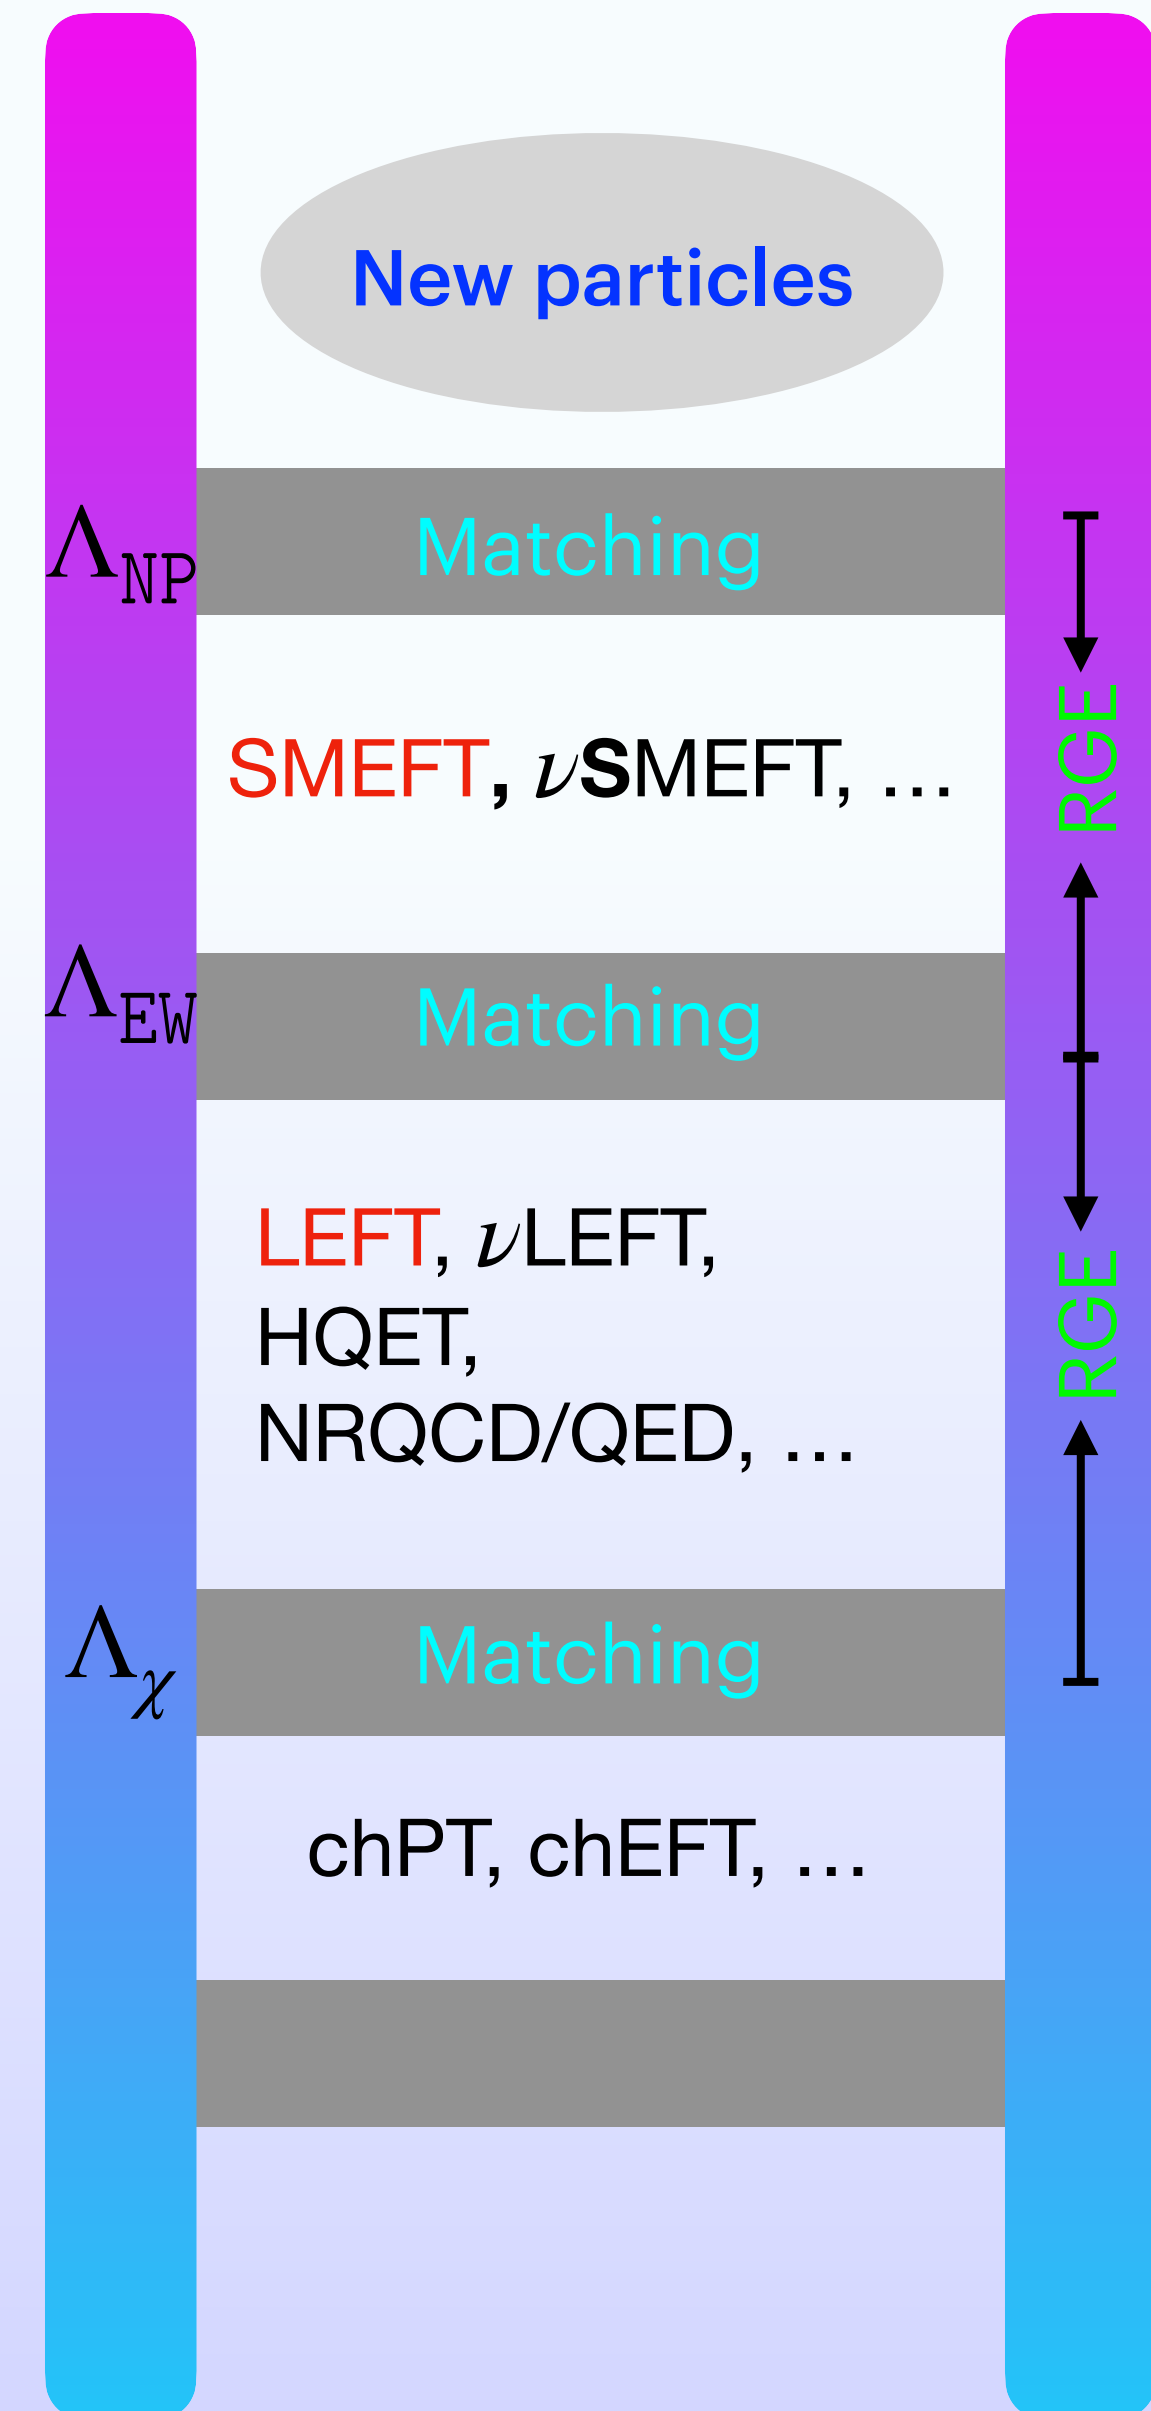 New particles
Λ_NP
Matching
SMEFT, νSMEFT, …
RGE
Λ_EW
Matching
LEFT, νLEFT,
HQET,
NRQCD/QED, …
RGE
Λ_χ
Matching
chPT, chEFT, …